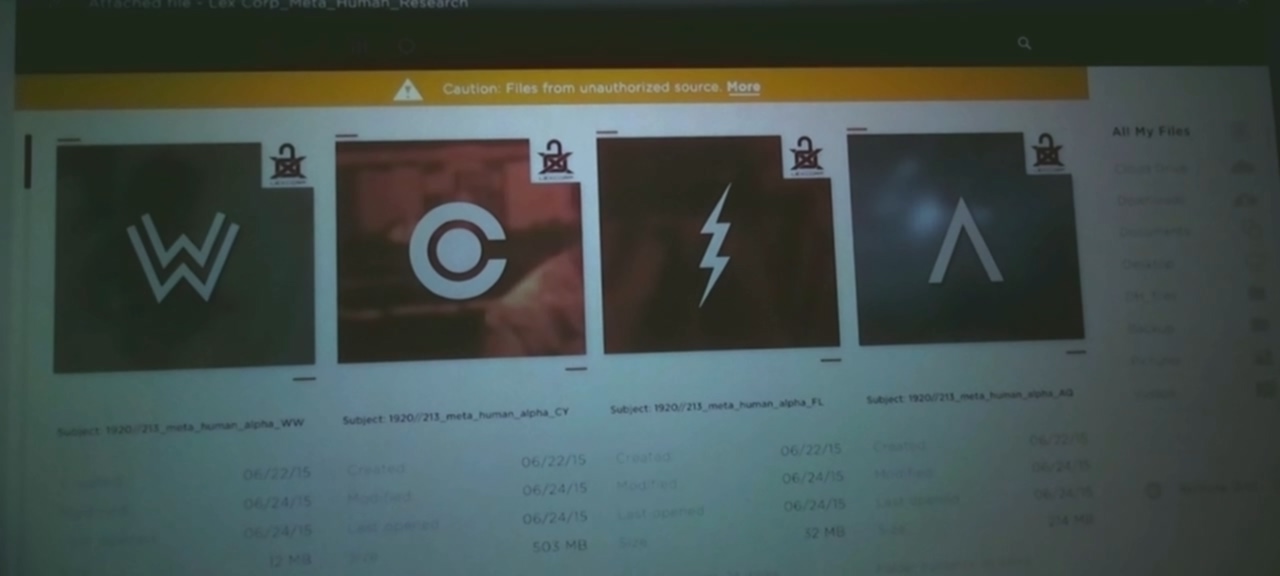 Attached file - Lex Corp_Meta_Human_Research
Caution: Files from unauthorized source. More
All My Files
Subject: 1920//213_meta_human_alpha_WW
Subject: 1920//213_meta_human_alpha_CY
Subject: 1920//213_meta_human_alpha_FL
Subject: 1920//213_meta_human_alpha_AQ
06/22/15
06/24/15
06/24/15
12 MB
Created 06/22/15
Modified 06/24/15
Last opened 06/24/15
Size 503 MB
Created 06/22/15
Modified 06/24/15
Last opened 06/24/15
Size 32 MB
Created 06/22/15
Modified 06/24/15
Last opened 06/24/15
Size 214 MB
Documents
Desktop
Backup